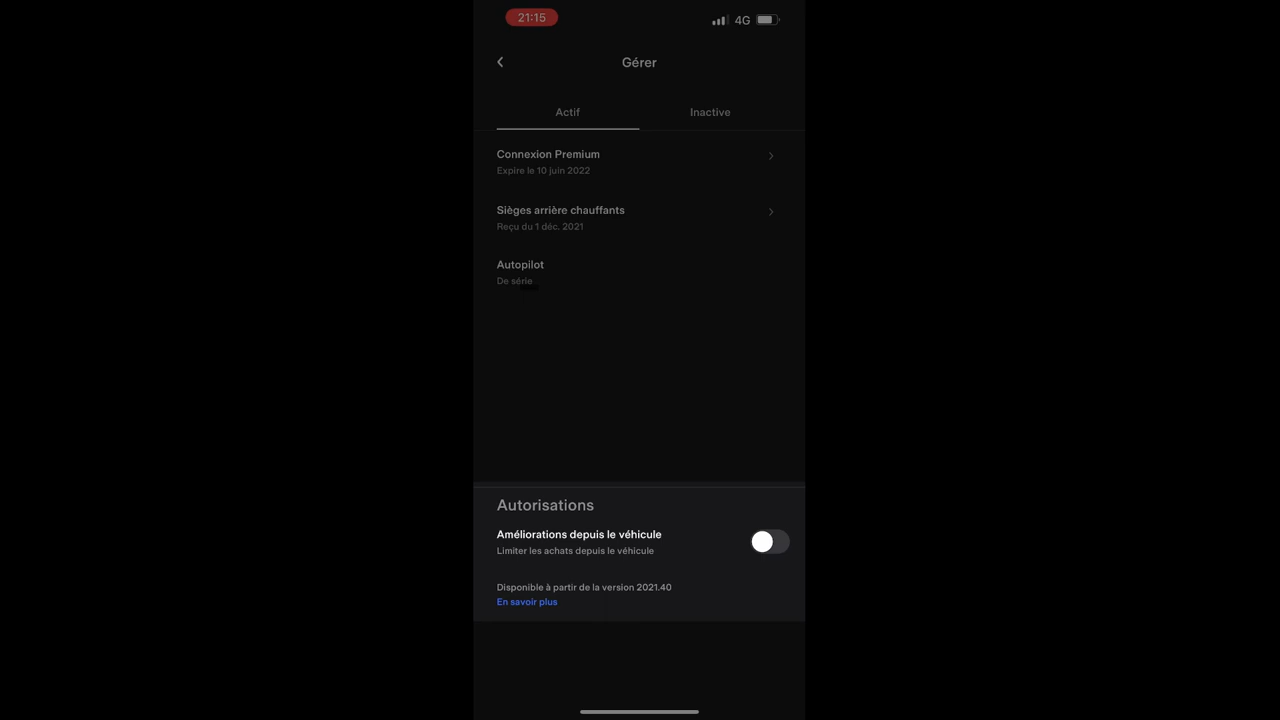 21:15
4G
Gérer
Actif
Inactive
Connexion Premium
Expire le 10 juin 2022
Sièges arrière chauffants
Reçu du 1 déc. 2021
Autopilot
De série
Autorisations
Améliorations depuis le véhicule
Limiter les achats depuis le véhicule
Disponible à partir de la version 2021.40
En savoir plus